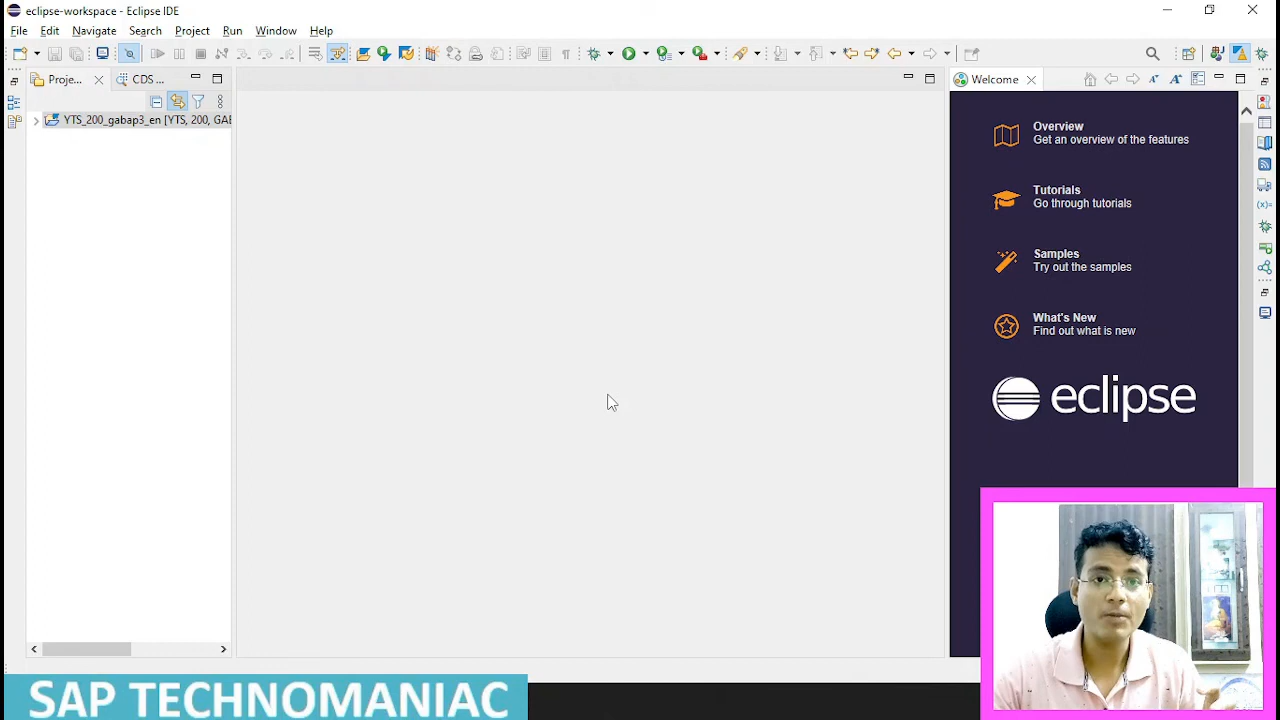 eclipse-workspace - Eclipse IDE
File Edit Navigate Search Project Run Window Help
Proje... CDS ...
YTS_200_gabap3_en [YTS, 200, GAB
Welcome
Overview
Get an overview of the features
Tutorials
Go through tutorials
Samples
Try out the samples
What's New
Find out what is new
eclipse
SAP TECHNOMANIAC